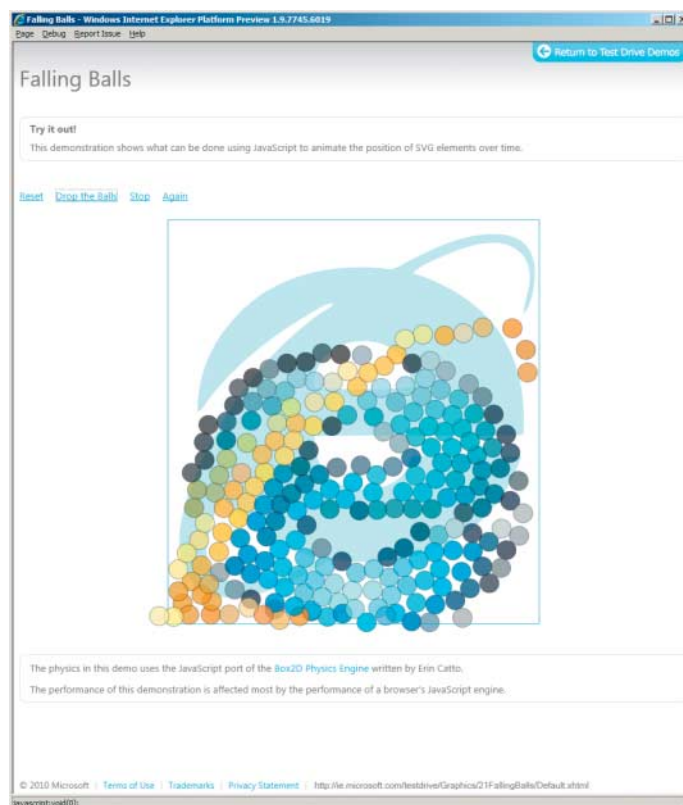 Falling Balls - Windows Internet Explorer Platform Preview 1.9.7745.6019
Page Debug Report Issue Help
Return to Test Drive Demos
Falling Balls
Try it out!
This demonstration shows what can be done using JavaScript to animate the position of SVG elements over time.
Reset Drop the Balls Stop Again
The physics in this demo uses the JavaScript port of the Box2D Physics Engine written by Erin Catto.
The performance of this demonstration is affected most by the performance of a browser's JavaScript engine.
© 2010 Microsoft | Terms of Use | Trademarks | Privacy Statement | http://ie.microsoft.com/testdrive/Graphics/21FallingBalls/Default.xhtml
javascript:void(0);